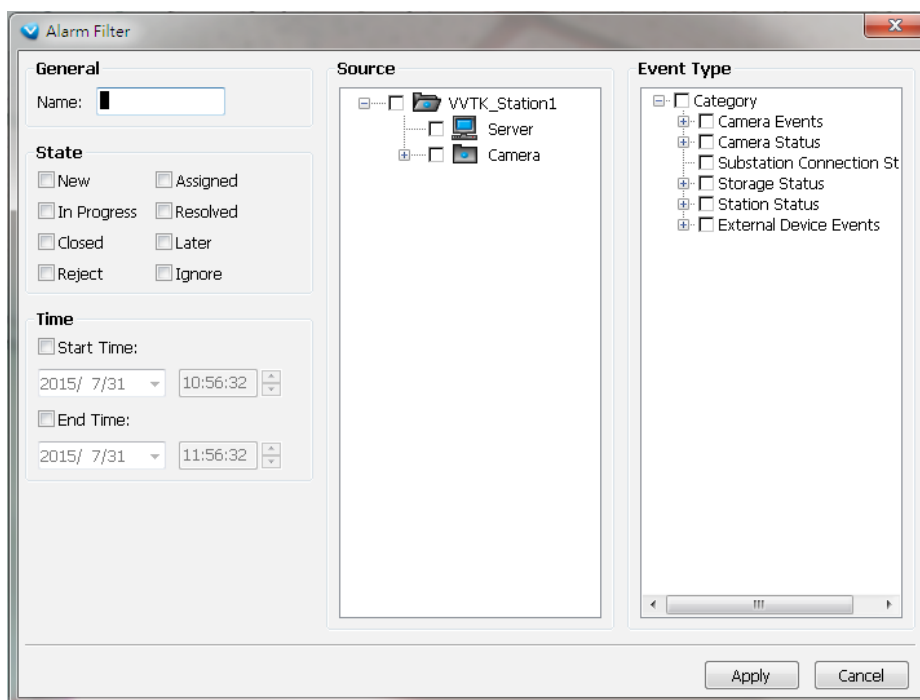 Alarm Filter
General
Name:
State
New Assigned
In Progress Resolved
Closed Later
Reject Ignore
Time
Start Time:
2015/ 7/31 10:56:32
End Time:
2015/ 7/31 11:56:32
Source
VVTK_Station1
Server
Camera
Event Type
Category
Camera Events
Camera Status
Substation Connection St
Storage Status
Station Status
External Device Events
Apply Cancel